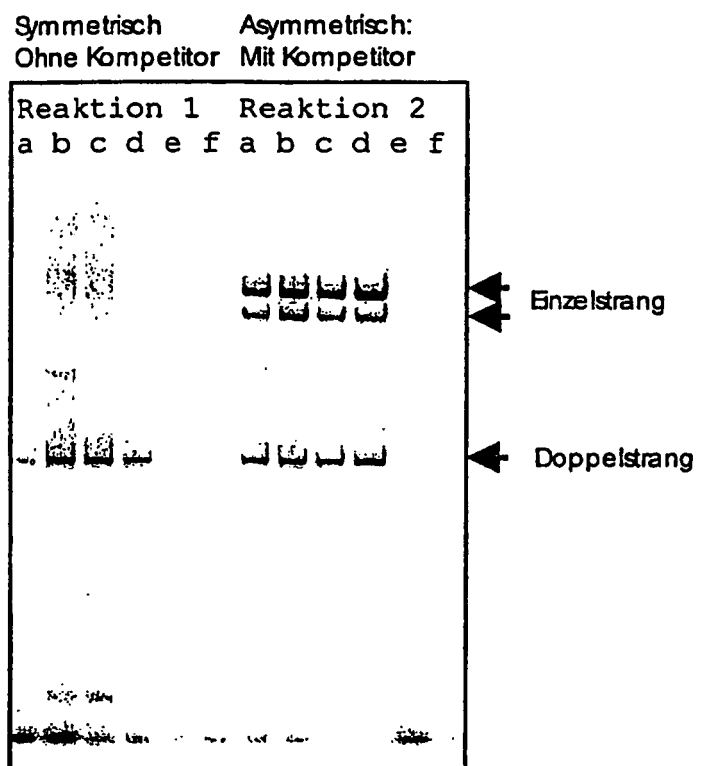 Symmetrisch Asymmetrisch:
Ohne Kompetitor Mit Kompetitor
Reaktion 1 Reaktion 2
a b c d e f a b c d e f
Einzelstrang
Doppelstrang